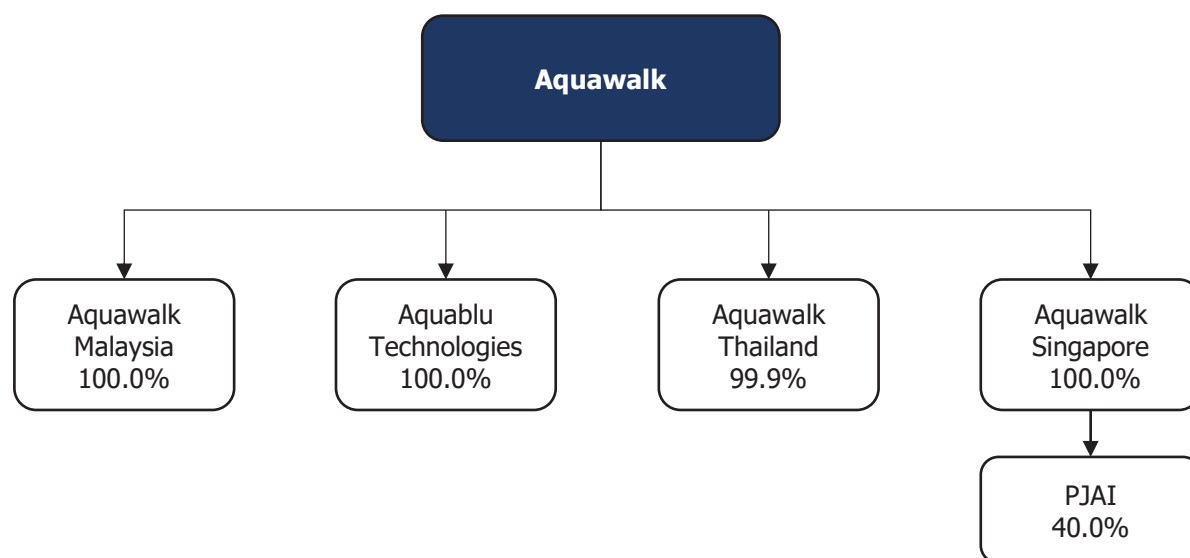 Aquawalk
Aquawalk
Malaysia
100.0%
Aquablu
Technologies
100.0%
Aquawalk
Thailand
99.9%
Aquawalk
Singapore
100.0%
PJAI
40.0%